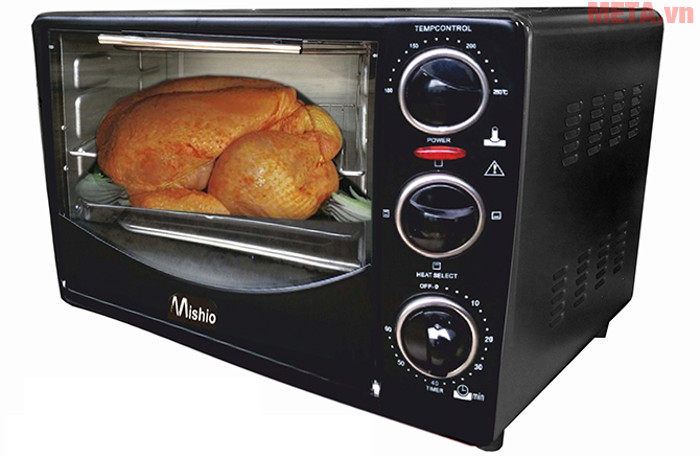 META.vn
TEMPCONTROL
150
200
100
250°C
POWER
HEAT SELECT
OFF-0
10
60
20
50
30
40
TIMER
min
Mishio